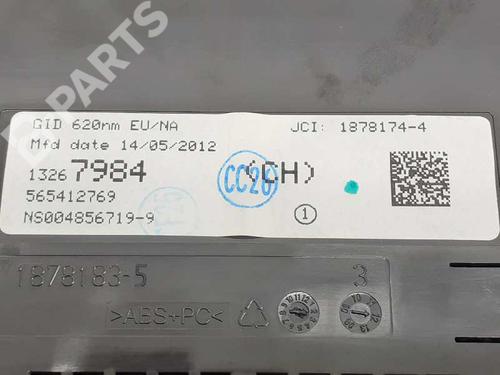 B-PARTS
GID 620nm EU/NA
JCI: 1878174-4
Mfd date 14/05/2012
1326 7984 (CH)
CC26
565412769
NS004856719-9
1
1878183-5
3
>ABS+PC<